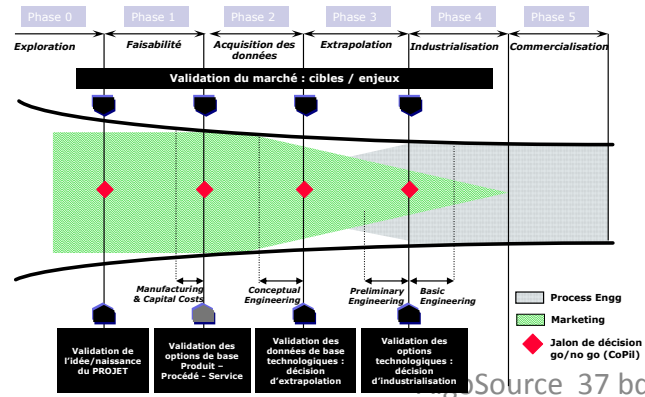 Phase 0 Phase 1 Phase 2 Phase 3 Phase 4 Phase 5
Exploration Faisabilité Acquisition des données Extrapolation Industrialisation Commercialisation
Validation du marché : cibles / enjeux
Manufacturing
& Capital Costs
Conceptual
Engineering
Preliminary
Engineering
Basic
Engineering
Process Engg
Marketing
Jalon de décision
go/no go (CoPil)
Validation de
l'idée/naissance
du PROJET
Validation des
options de base
Produit –
Procédé - Service
Validation des
données de base
technologiques :
décision
d'extrapolation
Validation des
options
technologiques :
décision
d'industrialisation
Source 37 bd